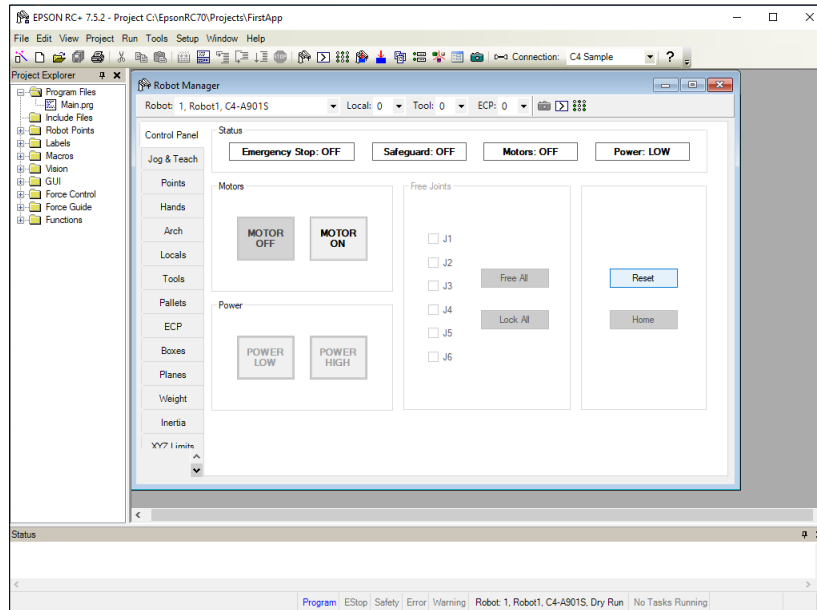 EPSON RC+ 7.5.2 - Project C:\EpsonRC70\Projects\FirstApp
File Edit View Project Run Tools Setup Window Help
Connection: C4 Sample
Project Explorer
Program Files
Main.prg
Include Files
Robot Points
Labels
Macros
Vision
GUI
Force Control
Force Guide
Functions
Robot Manager
Robot: 1, Robot1, C4-A901S Local: 0 Tool: 0 ECP: 0
Control Panel
Jog & Teach
Points
Hands
Arch
Locals
Tools
Pallets
ECP
Boxes
Planes
Weight
Inertia
XYZ Limits
Status
Emergency Stop: OFF Safeguard: OFF Motors: OFF Power: LOW
Motors
MOTOR OFF
MOTOR ON
Power
POWER LOW
POWER HIGH
Free Joints
J1
J2
J3
J4
J5
J6
Free All
Lock All
Reset
Home
Status
Program EStop Safety Error Warning Robot: 1, Robot1, C4-A901S, Dry Run No Tasks Running